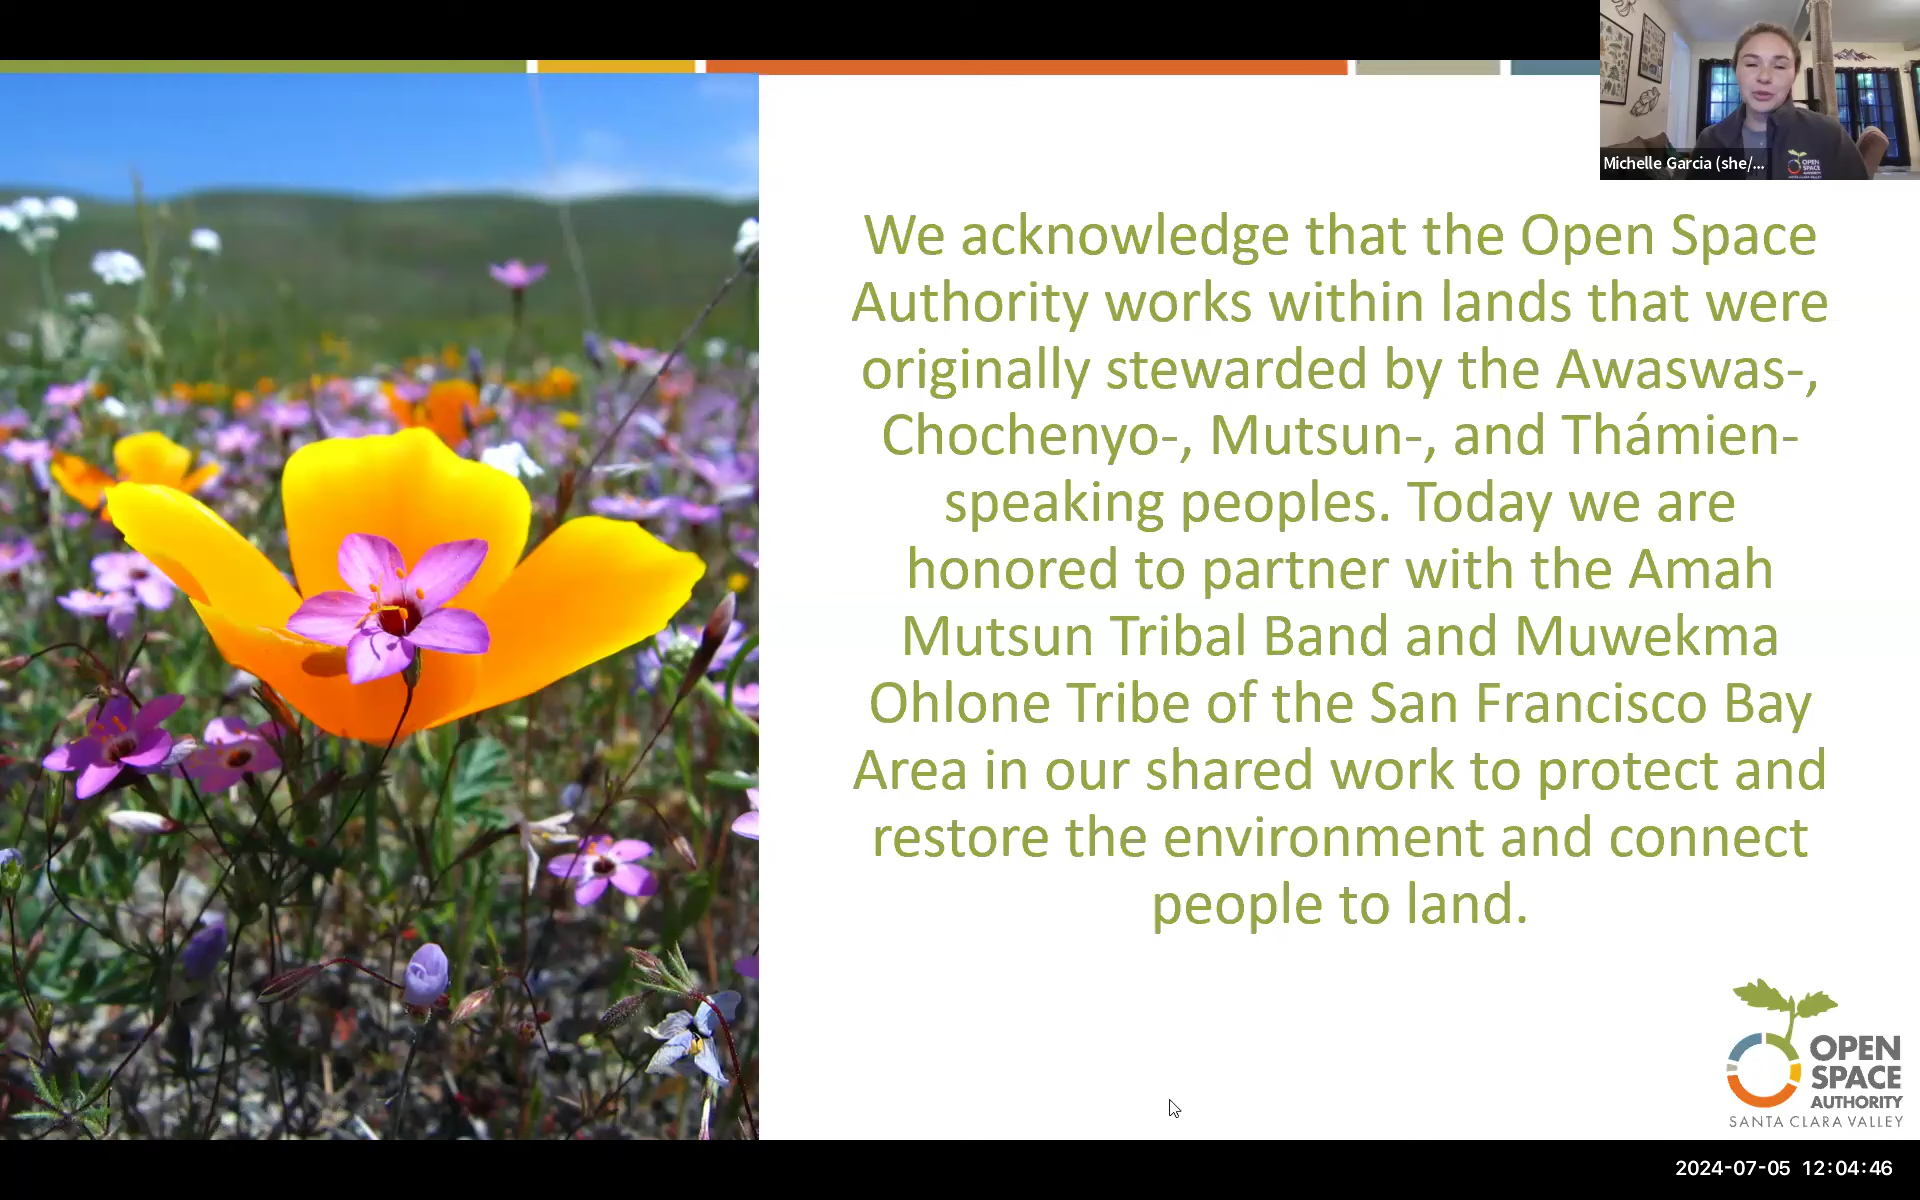 Michelle Garcia (she/...
OPEN
SPACE
AUTHORITY
We acknowledge that the Open Space
Authority works within lands that were
originally stewarded by the Awaswas-,
Chochenyo-, Mutsun-, and Thámien-
speaking peoples. Today we are
honored to partner with the Amah
Mutsun Tribal Band and Muwekma
Ohlone Tribe of the San Francisco Bay
Area in our shared work to protect and
restore the environment and connect
people to land.
OPEN
SPACE
AUTHORITY
SANTA CLARA VALLEY
2024-07-05 12:04:46